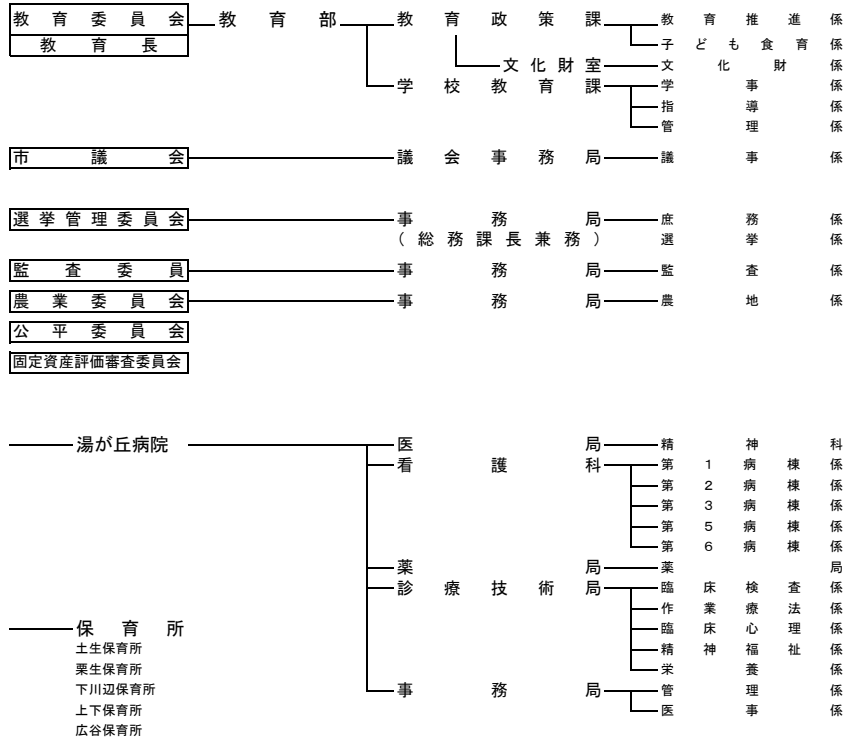 教育委員会 教育部 教育政策課 教育推進係
教育長 子ども食育係
文化財室 文化財係
学校教育課 学事係
指導係
管理係
市議会 議会事務局 議事係
選挙管理委員会 事務局 庶務係
(総務課長兼務) 選挙係
監査委員 事務局 監査係
農業委員会 事務局 農地係
公平委員会
固定資産評価審査委員会
湯が丘病院 医局 精神科
看護科 第1病棟係
第2病棟係
第3病棟係
第5病棟係
第6病棟係
薬局 薬局
診療技術局 臨床検査係
作業療法係
保育所 臨床心理係
土生保育所 精神福祉係
栗生保育所 栄養係
下川辺保育所 事務局 管理係
上下保育所 医事係
広谷保育所